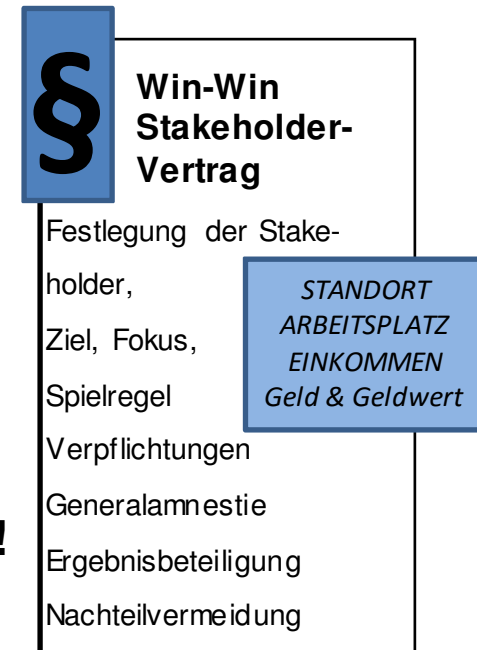 §
Win-Win
Stakeholder-
Vertrag
Festlegung der Stake-
holder,
Ziel, Fokus,
Spielregel
Verpflichtungen
Generalamnestie
Ergebnisbeteiligung
Nachteilvermeidung
STANDORT
ARBEITSPLATZ
EINKOMMEN
Geld & Geldwert
!